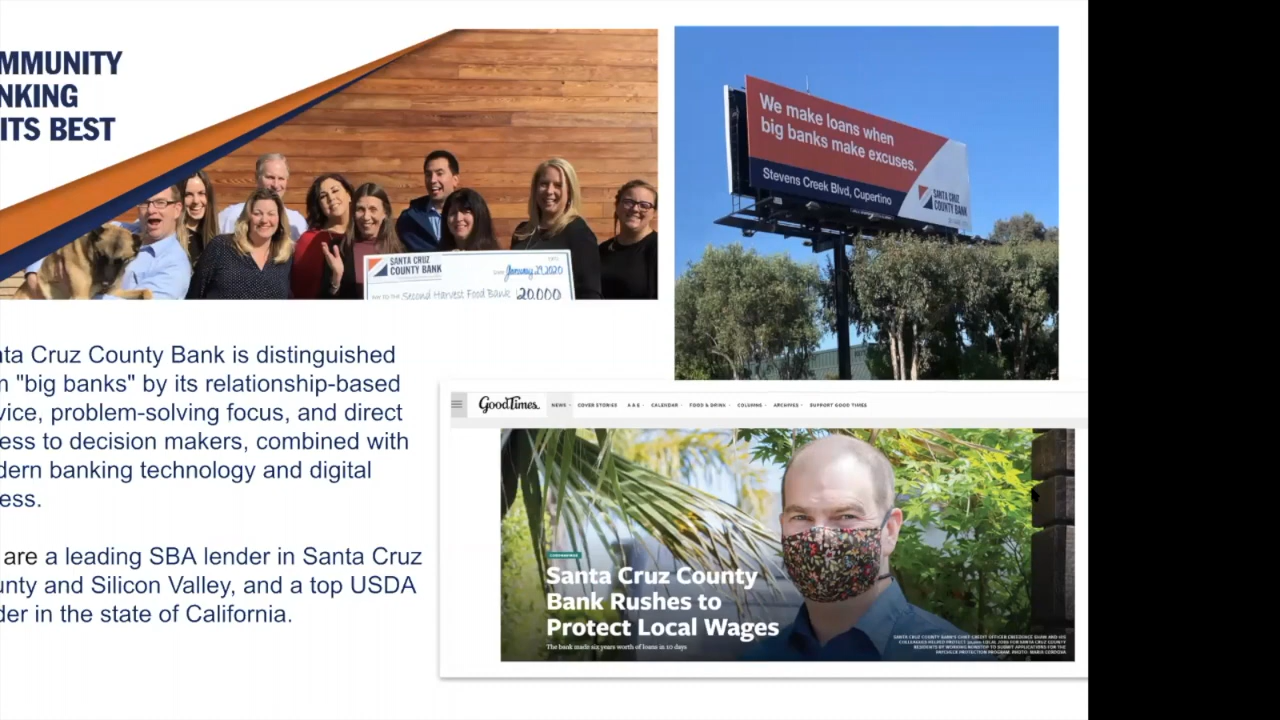 MMUNITY
NKING
ITS BEST
SANTA CRUZ
COUNTY BANK
January 29, 2020
Second Harvest Food Bank
$20,000
We make loans when
big banks make excuses.
Stevens Creek Blvd, Cupertino
SANTA CRUZ
COUNTY BANK
nta Cruz County Bank is distinguished
m "big banks" by its relationship-based
vice, problem-solving focus, and direct
ess to decision makers, combined with
dern banking technology and digital
ess.
are a leading SBA lender in Santa Cruz
unty and Silicon Valley, and a top USDA
der in the state of California.
GoodTimes
NEWS COVER STORIES A & E CALENDAR FOOD & DRINK COLUMNS ARCHIVES SUPPORT GOOD TIMES
CORONAVIRUS
Santa Cruz County
Bank Rushes to
Protect Local Wages
The bank made six years worth of loans in 10 days